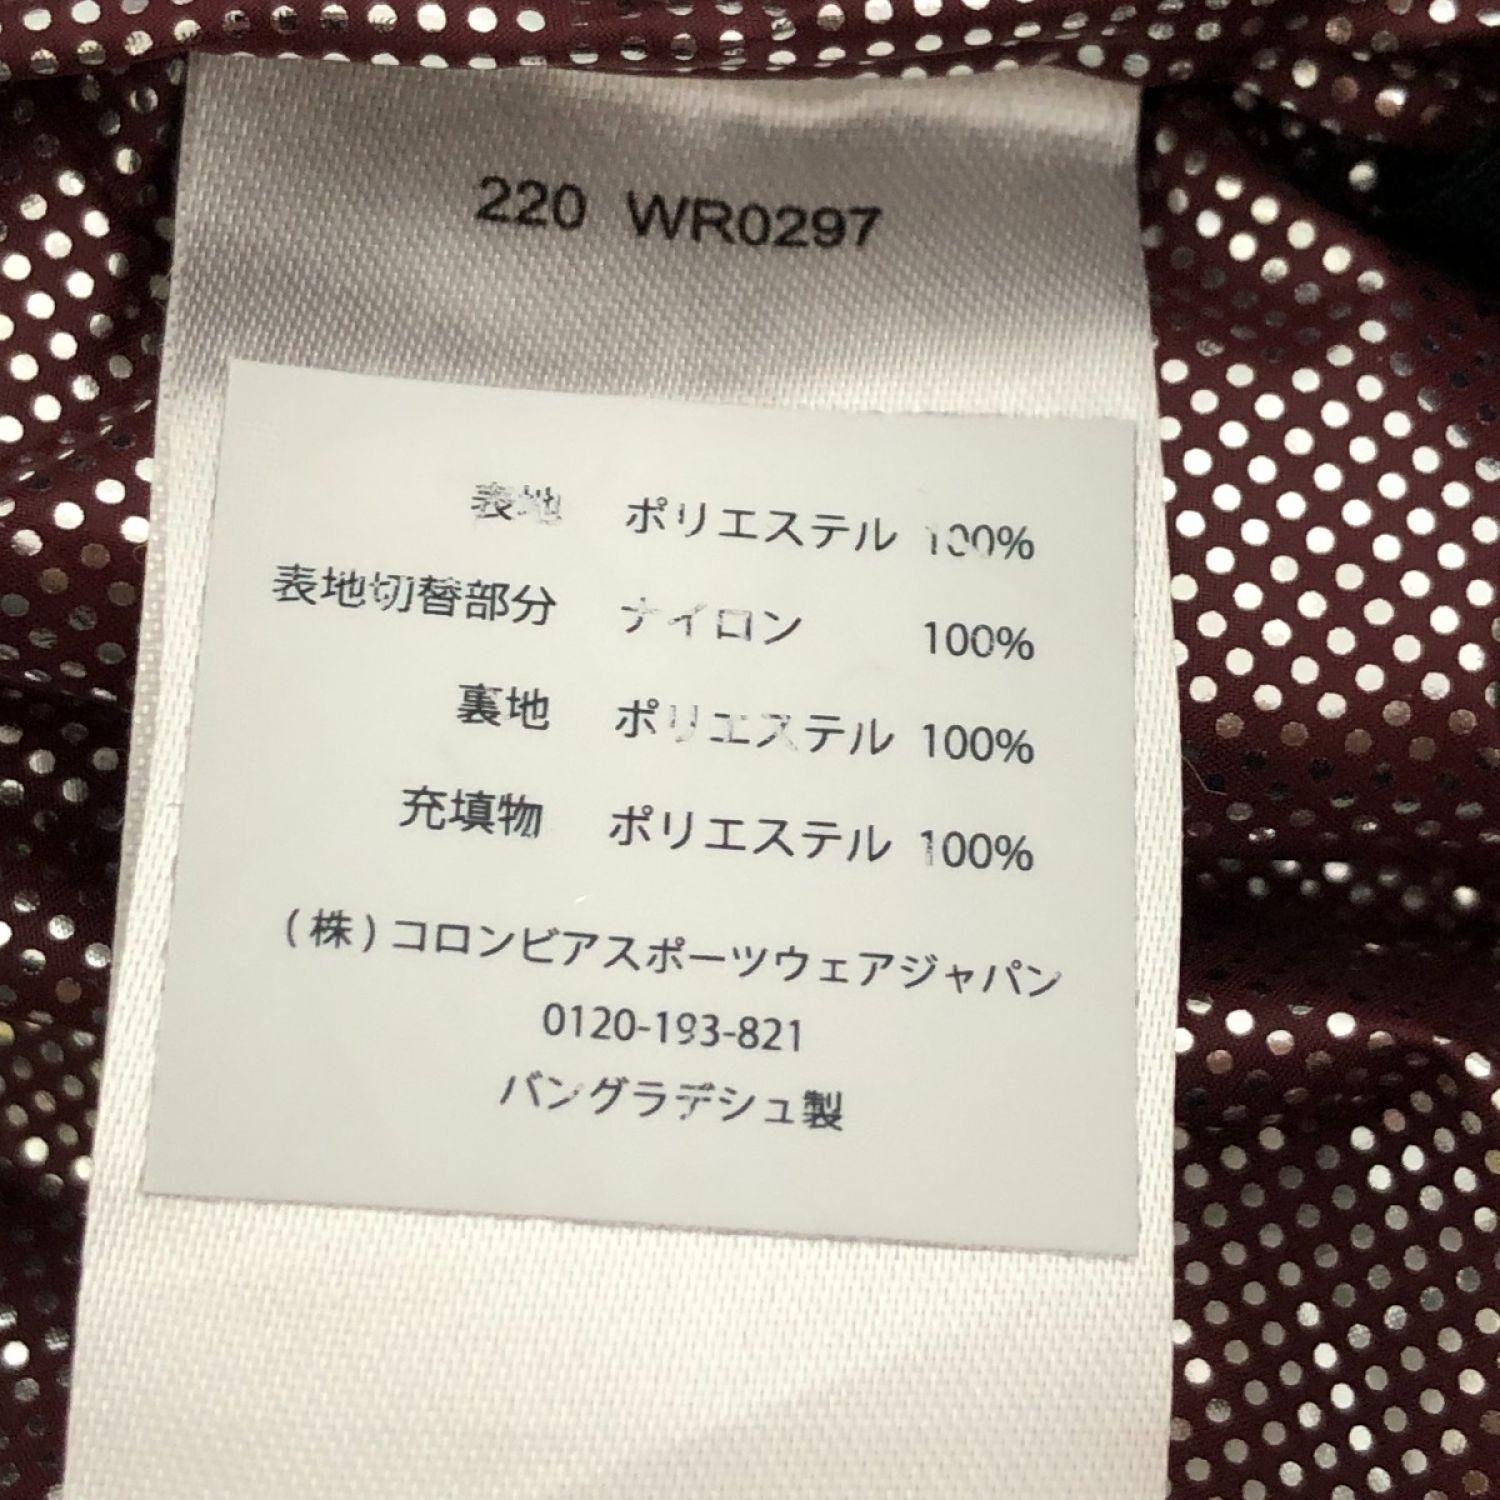 220 WR0297
表地 ポリエステル 100%
表地切替部分 ナイロン 100%
裏地 ポリエステル 100%
充填物 ポリエステル 100%
(株)コロンビアスポーツウェアジャパン
0120-193-821
バングラデシュ製